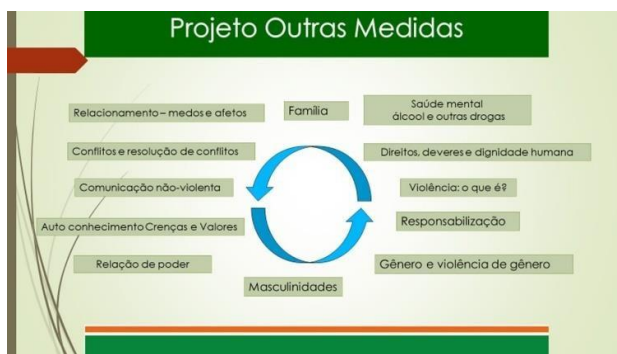 Projeto Outras Medidas
Relacionamento – medos e afetos
Família
Saúde mental
álcool e outras drogas
Conflitos e resolução de conflitos
Direitos, deveres e dignidade humana
Comunicação não-violenta
Violência: o que é?
Auto conhecimento Crenças e Valores
Responsabilização
Relação de poder
Gênero e violência de gênero
Masculinidades